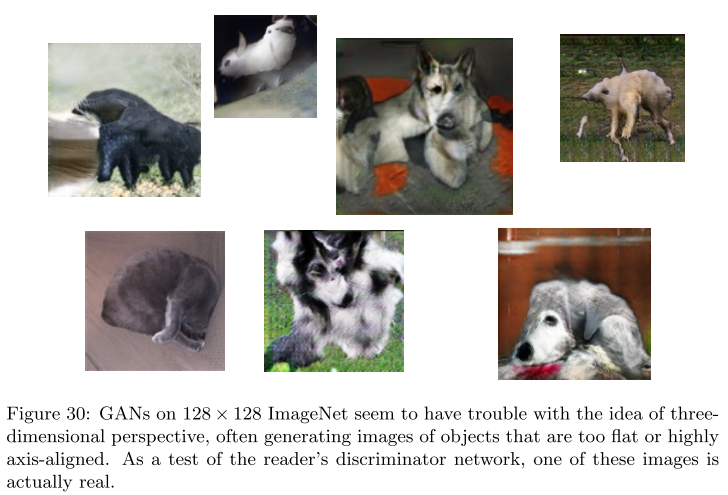 Figure 30: GANs on 128 × 128 ImageNet seem to have trouble with the idea of three-
dimensional perspective, often generating images of objects that are too flat or highly
axis-aligned. As a test of the reader's discriminator network, one of these images is
actually real.